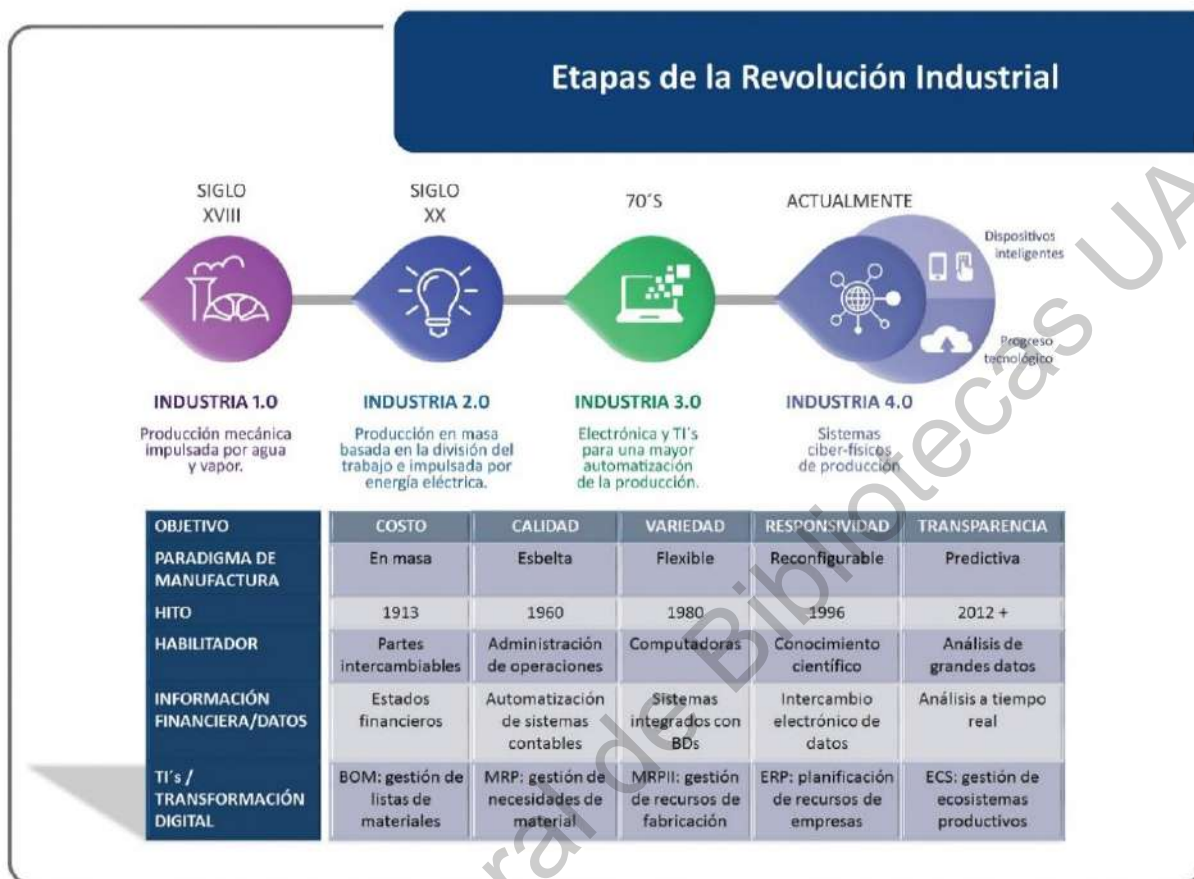 Etapas de la Revolución Industrial
SIGLO
XVIII
SIGLO
XX
70´S
ACTUALMENTE
Dispositivos
inteligentes
Progreso
tecnológico
INDUSTRIA 1.0
Producción mecánica
impulsada por agua
y vapor.
INDUSTRIA 2.0
Producción en masa
basada en la división del
trabajo e impulsada por
energía eléctrica.
INDUSTRIA 3.0
Electrónica y TI´s
para una mayor
automatización
de la producción.
INDUSTRIA 4.0
Sistemas
ciber-físicos
de producción
OBJETIVO
COSTO
CALIDAD
VARIEDAD
RESPONSIVIDAD
TRANSPARENCIA
PARADIGMA DE
MANUFACTURA
En masa
Esbelta
Flexible
Reconfigurable
Predictiva
HITO
1913
1960
1980
1996
2012 +
HABILITADOR
Partes
intercambiables
Administración
de operaciones
Computadoras
Conocimiento
científico
Análisis de
grandes datos
INFORMACIÓN
FINANCIERA/DATOS
Estados
financieros
Automatización
de sistemas
contables
Sistemas
integrados con
BDs
Intercambio
electrónico de
datos
Análisis a tiempo
real
TI´s /
TRANSFORMACIÓN
DIGITAL
BOM: gestión de
listas de
materiales
MRP: gestión de
necesidades de
material
MRPII: gestión
de recursos de
fabricación
ERP: planificación
de recursos de
empresas
ECS: gestión de
ecosistemas
productivos
ral de Bibliotecas UA